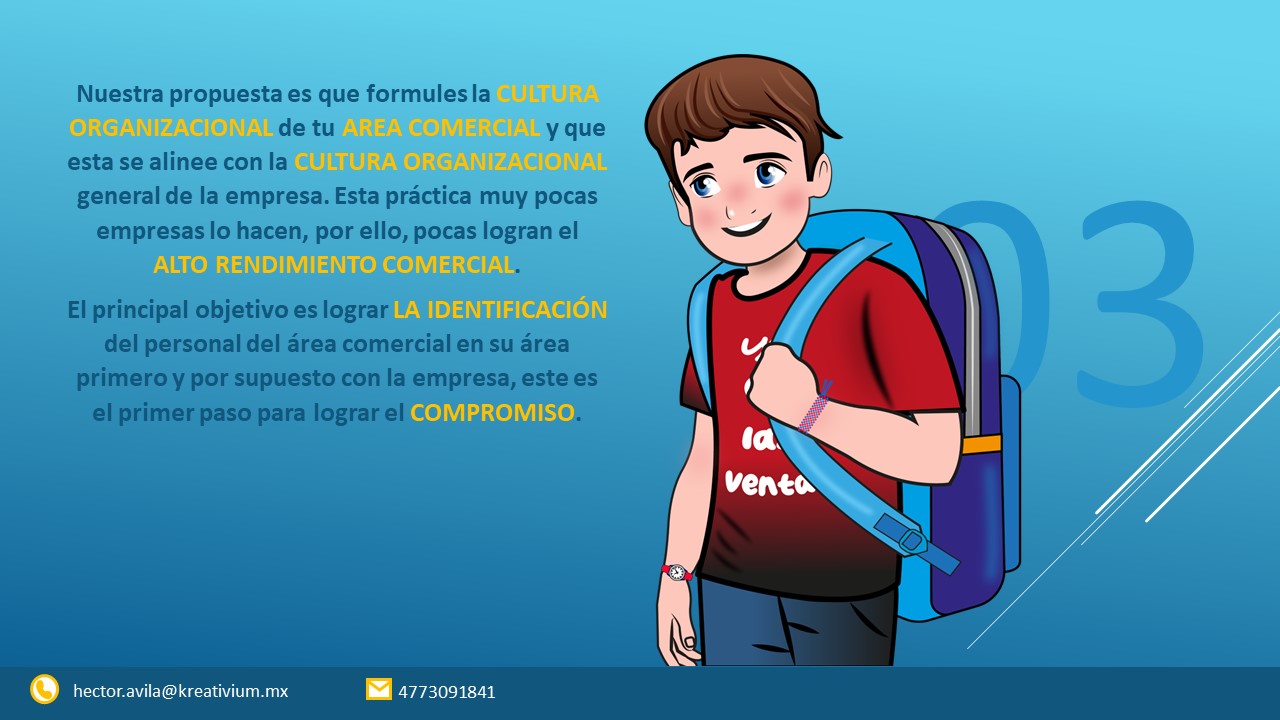 Nuestra propuesta es que formules la CULTURA
ORGANIZACIONAL de tu AREA COMERCIAL y que
esta se alinee con la CULTURA ORGANIZACIONAL
general de la empresa. Esta práctica muy pocas
empresas lo hacen, por ello, pocas logran el
ALTO RENDIMIENTO COMERCIAL.
El principal objetivo es lograr LA IDENTIFICACIÓN
del personal del área comercial en su área
primero y por supuesto con la empresa, este es
el primer paso para lograr el COMPROMISO.
03
hector.avila@kreativium.mx
4773091841